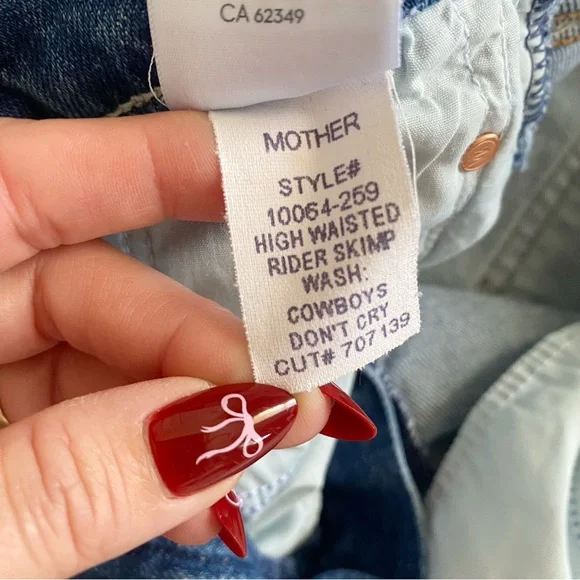 CA 62349
MOTHER
STYLE#
10064-259
HIGH WAISTED
RIDER SKIMP
WASH:
COWBOYS
DON'T CRY
CUT# 707139